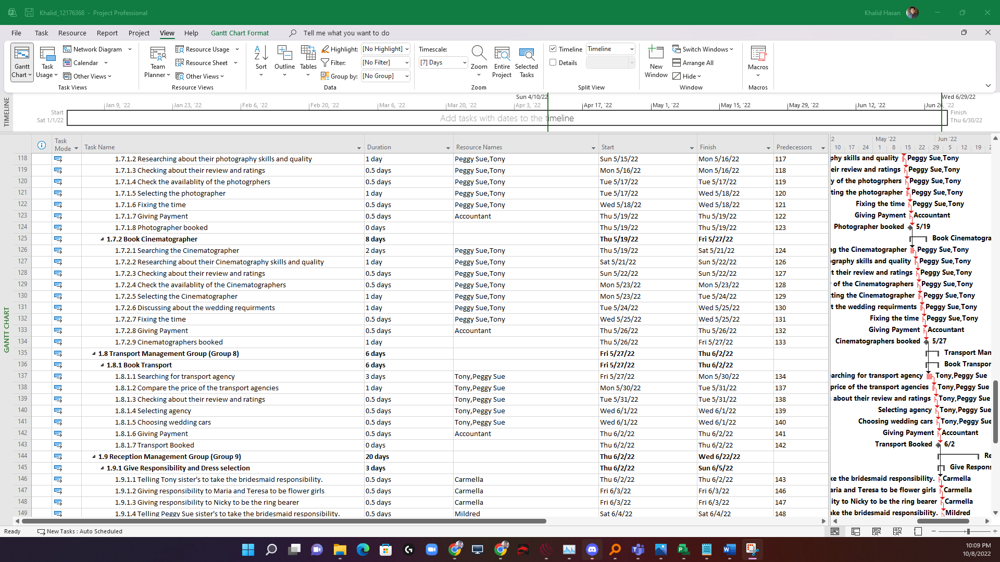 Khalid_12176368 - Project Professional
Khalid Hasan
File Task Resource Report Project View Help Gantt Chart Format Tell me what you want to do
Gantt Chart
Task Usage
Network Diagram
Calendar
Other Views
Task Views
Team Planner
Resource Usage
Resource Sheet
Other Views
Resource Views
Sort
Outline
Tables
Highlight: [No Highlight]
Filter: [No Filter]
Group by: [No Group]
Data
Timescale:
[7] Days
Zoom
Entire Project
Selected Tasks
Zoom
Timeline Timeline
Details
Split View
New Window
Switch Windows
Arrange All
Hide
Window
Macros
Macros
TIMELINE
Sun 4/10/22 Wed 6/29/22
Jan 9, '22 Jan 23, '22 Feb 6, '22 Feb 20, '22 Mar 6, '22 Mar 20, '22 Apr 3, '22 Apr 17, '22 May 1, '22 May 15, '22 May 29, '22 Jun 12, '22 Jun 26, '22
Start
Sat 1/1/22
Add tasks with dates to the timeline
Finish
Thu 6/30/22
GANTT CHART
Task Mode Task Name Duration Resource Names Start Finish Predecessors
2 May '22 Jun '22
10 17 24 1 8 15 22 29 5 12 19 2
118 1.7.1.2 Researching about their photography skills and quality 1 day Peggy Sue,Tony Sun 5/15/22 Mon 5/16/22 117 phy skills and quality Peggy Sue,Tony
119 1.7.1.3 Checking about their review and ratings 0.5 days Peggy Sue,Tony Mon 5/16/22 Mon 5/16/22 118 eir review and ratings Peggy Sue,Tony
120 1.7.1.4 Check the availablity of the photogrphers 0.5 days Peggy Sue,Tony Tue 5/17/22 Tue 5/17/22 119 y of the photogrphers Peggy Sue,Tony
121 1.7.1.5 Selecting the photographer 1 day Peggy Sue,Tony Tue 5/17/22 Wed 5/18/22 120 ting the photographer Peggy Sue,Tony
122 1.7.1.6 Fixing the time 0.5 days Peggy Sue,Tony Wed 5/18/22 Wed 5/18/22 121 Fixing the time Peggy Sue,Tony
123 1.7.1.7 Giving Payment 0.5 days Accountant Thu 5/19/22 Thu 5/19/22 122 Giving Payment Accountant
124 1.7.1.8 Photographer booked 0 days Thu 5/19/22 Thu 5/19/22 123 Photographer booked 5/19
125 1.7.2 Book Cinematographer 8 days Thu 5/19/22 Fri 5/27/22 Book Cinematogra
126 1.7.2.1 Searching the Cinematographer 2 days Peggy Sue,Tony Thu 5/19/22 Sat 5/21/22 124 ng the Cinematographer Peggy Sue,Tony
127 1.7.2.2 Researching about their Cinematography skills and quality 1 day Peggy Sue,Tony Sat 5/21/22 Sun 5/22/22 126 ography skills and quality Peggy Sue,Tony
128 1.7.2.3 Checking about their review and ratings 0.5 days Peggy Sue,Tony Sun 5/22/22 Sun 5/22/22 127 t their review and ratings Peggy Sue,Tony
129 1.7.2.4 Check the availablity of the Cinematographers 0.5 days Peggy Sue,Tony Mon 5/23/22 Mon 5/23/22 128 of the Cinematographers Peggy Sue,Tony
130 1.7.2.5 Selecting the Cinematographer 1 day Peggy Sue,Tony Mon 5/23/22 Tue 5/24/22 129 ting the Cinematographer Peggy Sue,Tony
131 1.7.2.6 Discussing about the wedding requirments 1 day Peggy Sue,Tony Tue 5/24/22 Wed 5/25/22 130 t the wedding requirments Peggy Sue,Tony
132 1.7.2.7 Fixing the time 0.5 days Peggy Sue,Tony Wed 5/25/22 Wed 5/25/22 131 Fixing the time Peggy Sue,Tony
133 1.7.2.8 Giving Payment 0.5 days Accountant Thu 5/26/22 Thu 5/26/22 132 Giving Payment Accountant
134 1.7.2.9 Cinematographers booked 1 day Thu 5/26/22 Fri 5/27/22 133 Cinematographers booked 5/27
135 1.8 Transport Management Group (Group 8) 6 days Fri 5/27/22 Thu 6/2/22 Transport Man
136 1.8.1 Book Transport 6 days Fri 5/27/22 Thu 6/2/22 Book Transpor
137 1.8.1.1 Searching for transport agency 3 days Tony,Peggy Sue Fri 5/27/22 Mon 5/30/22 134 arching for transport agency Tony,Peggy Sue
138 1.8.1.2 Compare the price of the transport agencies 1 day Tony,Peggy Sue Mon 5/30/22 Tue 5/31/22 137 price of the transport agencies Tony,Peggy Sue
139 1.8.1.3 Checking about their review and ratings 0.5 days Tony,Peggy Sue Tue 5/31/22 Tue 5/31/22 138 about their review and ratings Tony,Peggy Sue
140 1.8.1.4 Selecting agency 0.5 days Tony,Peggy Sue Wed 6/1/22 Wed 6/1/22 139 Selecting agency Tony,Peggy Sue
141 1.8.1.5 Choosing wedding cars 0.5 days Tony,Peggy Sue Wed 6/1/22 Wed 6/1/22 140 Choosing wedding cars Tony,Peggy Sue
142 1.8.1.6 Giving Payment 0.5 days Accountant Thu 6/2/22 Thu 6/2/22 141 Giving Payment Accountant
143 1.8.1.7 Transport Booked 0 days Thu 6/2/22 Thu 6/2/22 142 Transport Booked 6/2
144 1.9 Reception Management Group (Group 9) 20 days Thu 6/2/22 Wed 6/22/22 Re
145 1.9.1 Give Responsibility and Dress selection 3 days Thu 6/2/22 Sun 6/5/22 Give Respons
146 1.9.1.1 Telling Tony sister's to take the bridesmaid responsibility. 0.5 days Carmella Thu 6/2/22 Thu 6/2/22 143 ke the bridesmaid responsibility. Carmella
147 1.9.1.2 Giving responsibility to Maria and Teresa to be flower girls 0.5 days Carmella Fri 6/3/22 Fri 6/3/22 146 aria and Teresa to be flower girls Carmella
148 1.9.1.3 Giving responsibility to Nicky to be the ring bearer 0.5 days Carmella Fri 6/3/22 Fri 6/3/22 147 ity to Nicky to be the ring bearer Carmella
149 1.9.1.4 Telling Peggy Sue sister's to take the bridesmaid responsibility. 0.5 days Mildred Sat 6/4/22 Sat 6/4/22 148 ake the bridesmaid responsibility. Mildred
Ready New Tasks : Auto Scheduled
10:09 PM
10/8/2022